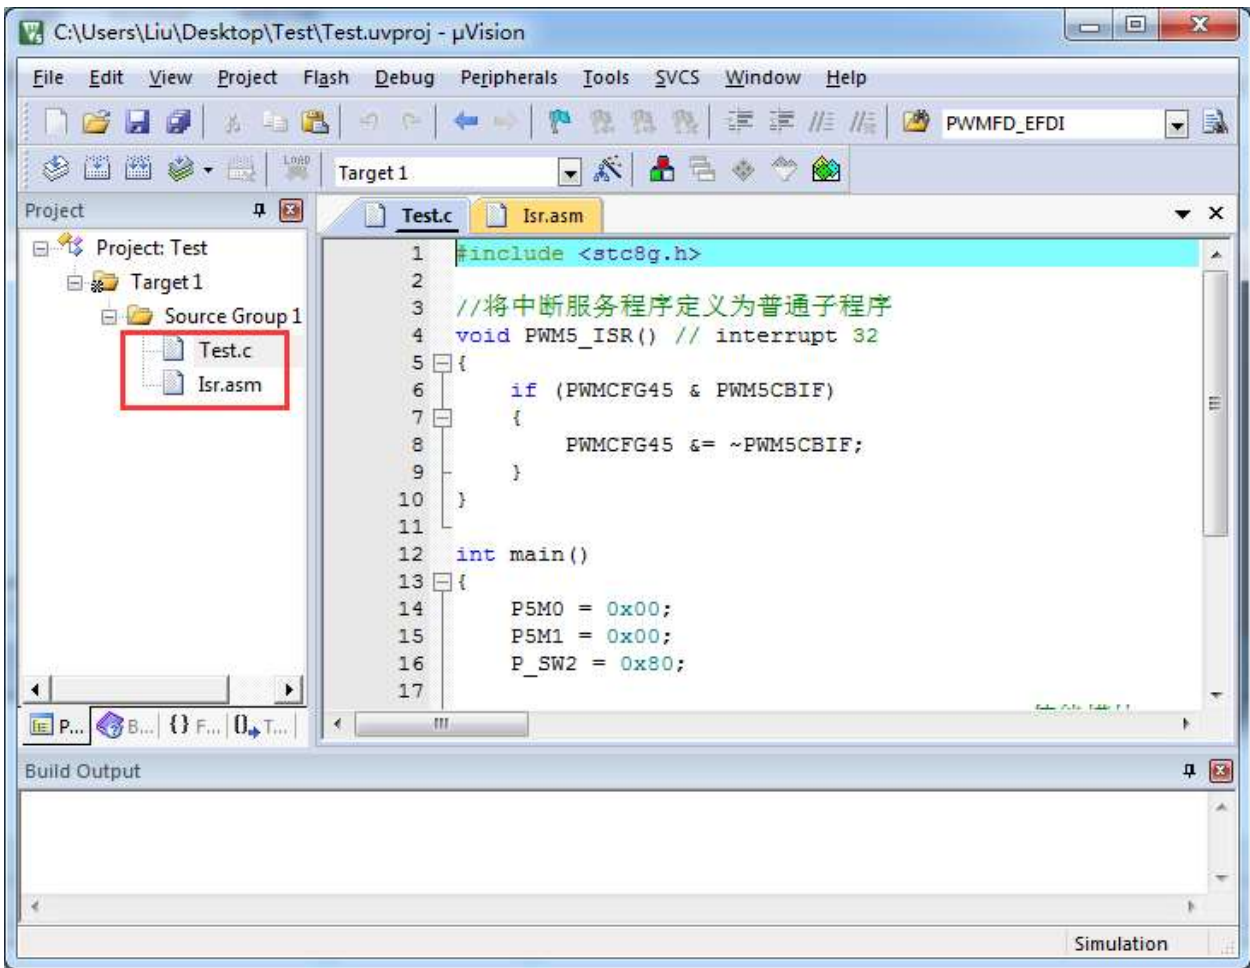 C:\Users\Liu\Desktop\Test\Test.uvproj - µVision
File Edit View Project Flash Debug Peripherals Tools SVCS Window Help
PWMFD_EFDI
LOAD Target 1
Project
Test.c Isr.asm
Project: Test
Target 1
Source Group 1
Test.c
Isr.asm
1 #include <stc8g.h>
2
3 //将中断服务程序定义为普通子程序
4 void PWM5_ISR() // interrupt 32
5 {
6 if (PWMCFG45 & PWM5CBIF)
7 {
8 PWMCFG45 &= ~PWM5CBIF;
9 }
10 }
11
12 int main()
13 {
14 P5M0 = 0x00;
15 P5M1 = 0x00;
16 P_SW2 = 0x80;
17
P... B... {} F... 0 T...
Build Output
Simulation